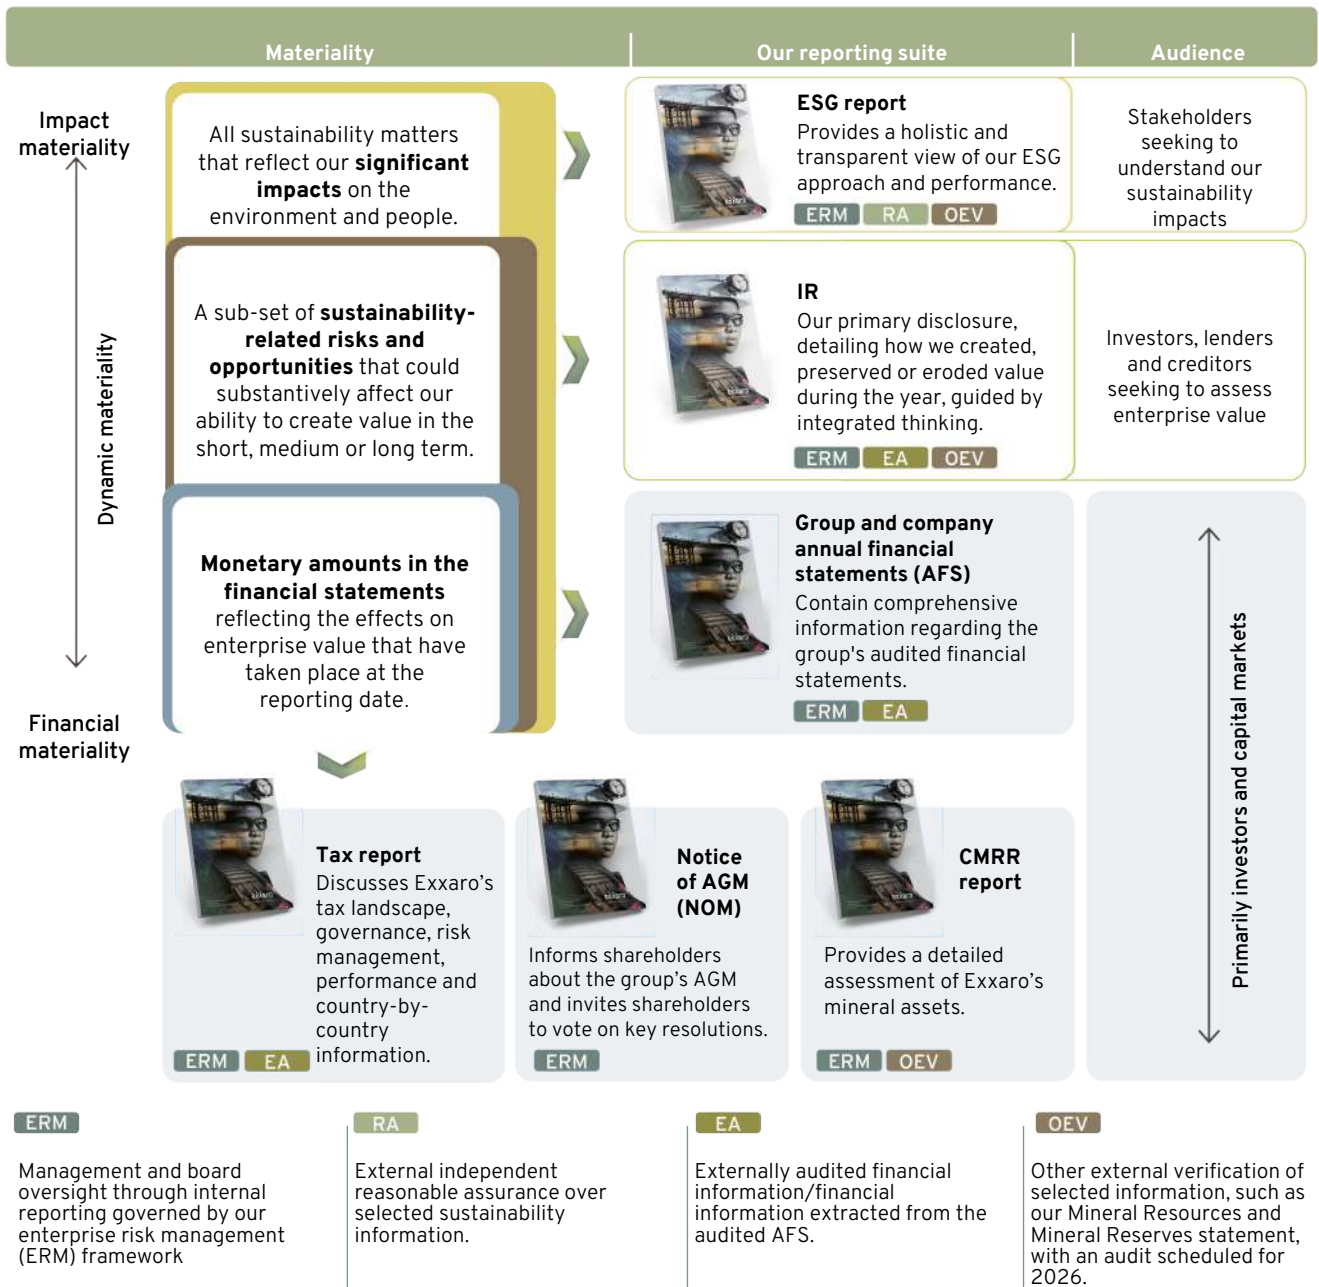 Materiality
Our reporting suite
Audience
Impact
materiality
Dynamic materiality
Financial
materiality
All sustainability matters
that reflect our significant
impacts on the
environment and people.
ESG report
Provides a holistic and
transparent view of our ESG
approach and performance.
ERM RA OEV
Stakeholders
seeking to
understand our
sustainability
impacts
A sub-set of sustainability-
related risks and
opportunities that could
substantively affect our
ability to create value in the
short, medium or long term.
IR
Our primary disclosure,
detailing how we created,
preserved or eroded value
during the year, guided by
integrated thinking.
ERM EA OEV
Investors, lenders
and creditors
seeking to assess
enterprise value
Monetary amounts in the
financial statements
reflecting the effects on
enterprise value that have
taken place at the
reporting date.
Group and company
annual financial
statements (AFS)
Contain comprehensive
information regarding the
group's audited financial
statements.
ERM EA
Primarily investors and capital markets
Tax report
Discusses Exxaro's
tax landscape,
governance, risk
management,
performance and
country-by-
country
information.
ERM EA
Notice
of AGM
(NOM)
Informs shareholders
about the group's AGM
and invites shareholders
to vote on key resolutions.
ERM
CMRR
report
Provides a detailed
assessment of Exxaro's
mineral assets.
ERM OEV
ERM
Management and board
oversight through internal
reporting governed by our
enterprise risk management
(ERM) framework
RA
External independent
reasonable assurance over
selected sustainability
information.
EA
Externally audited financial
information/financial
information extracted from the
audited AFS.
OEV
Other external verification of
selected information, such as
our Mineral Resources and
Mineral Reserves statement,
with an audit scheduled for
2026.